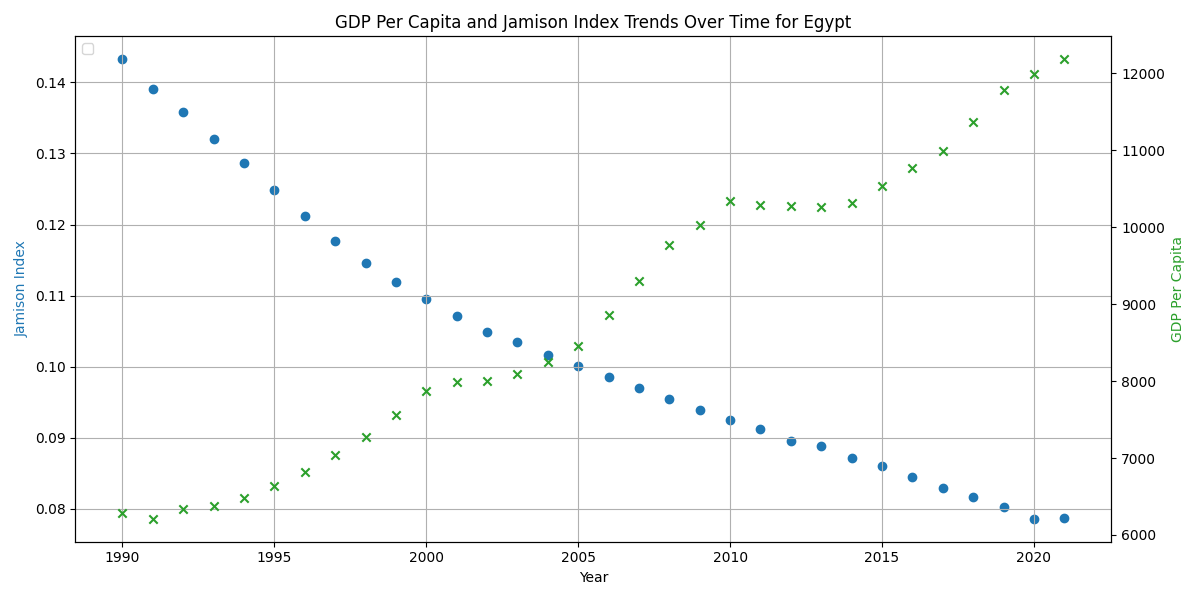 GDP Per Capita and Jamison Index Trends Over Time for Egypt
Jamison Index
0.14
0.13
0.12
0.11
0.10
0.09
0.08
12000
11000
10000
9000
8000
7000
6000
GDP Per Capita
1990 1995 2000 2005 2010 2015 2020
Year